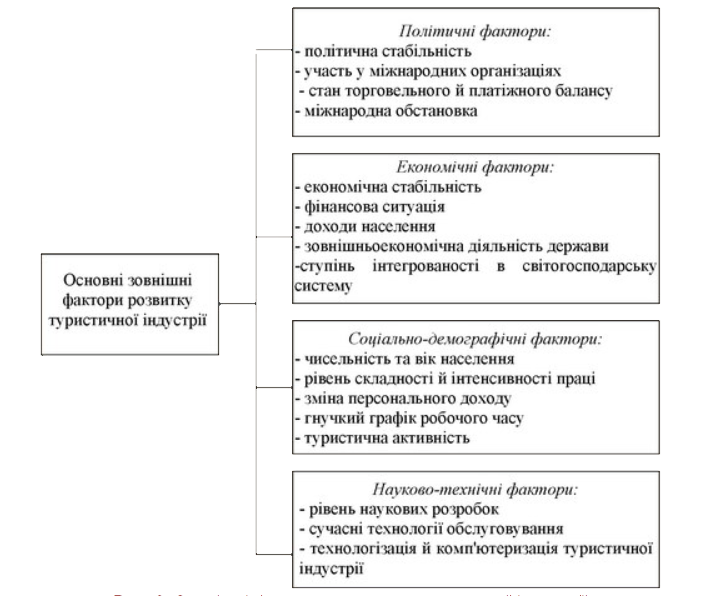 Політичні фактори:
- політична стабільність
- участь у міжнародних організаціях
- стан торговельного й платіжного балансу
- міжнародна обстановка
Економічні фактори:
- економічна стабільність
- фінансова ситуація
- доходи населення
- зовнішньоекономічна діяльність держави
-ступінь інтегрованості в світогосподарську
систему
Основні зовнішні
фактори розвитку
туристичної індустрії
Соціально-демографічні фактори:
- чисельність та вік населення
- рівень складності й інтенсивності праці
- зміна персонального доходу
- гнучкий графік робочого часу
- туристична активність
Науково-технічні фактори:
- рівень наукових розробок
- сучасні технології обслуговування
- технологізація й комп'ютеризація туристичної
індустрії